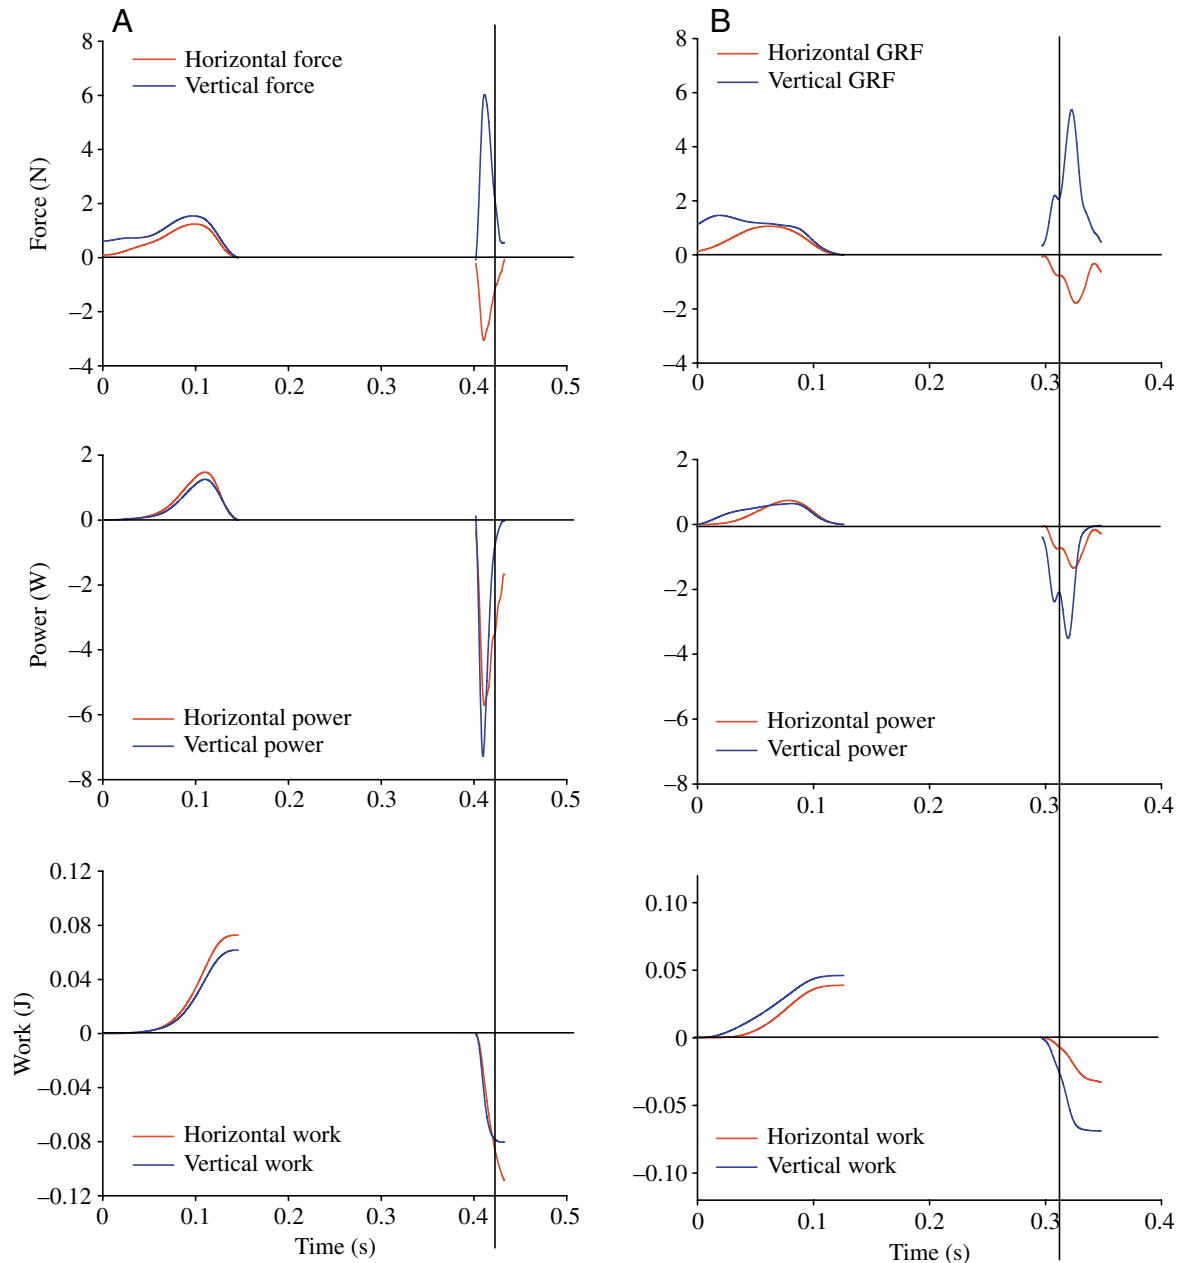 A
8
6
4
2
0
–2
–4
Force (N)
Horizontal force
Vertical force
0 0.1 0.2 0.3 0.4 0.5
B
8
6
4
2
0
–2
–4
Horizontal GRF
Vertical GRF
0 0.1 0.2 0.3 0.4
2
0
–2
–4
–6
–8
Power (W)
Horizontal power
Vertical power
0 0.1 0.2 0.3 0.4 0.5
2
0
–2
–4
–6
–8
Horizontal power
Vertical power
0 0.1 0.2 0.3 0.4
0.12
0.08
0.04
0
–0.04
–0.08
–0.12
Work (J)
Horizontal work
Vertical work
0 0.1 0.2 0.3 0.4 0.5
Time (s)
0.10
0.05
0
–0.05
–0.10
Horizontal work
Vertical work
0 0.1 0.2 0.3 0.4
Time (s)